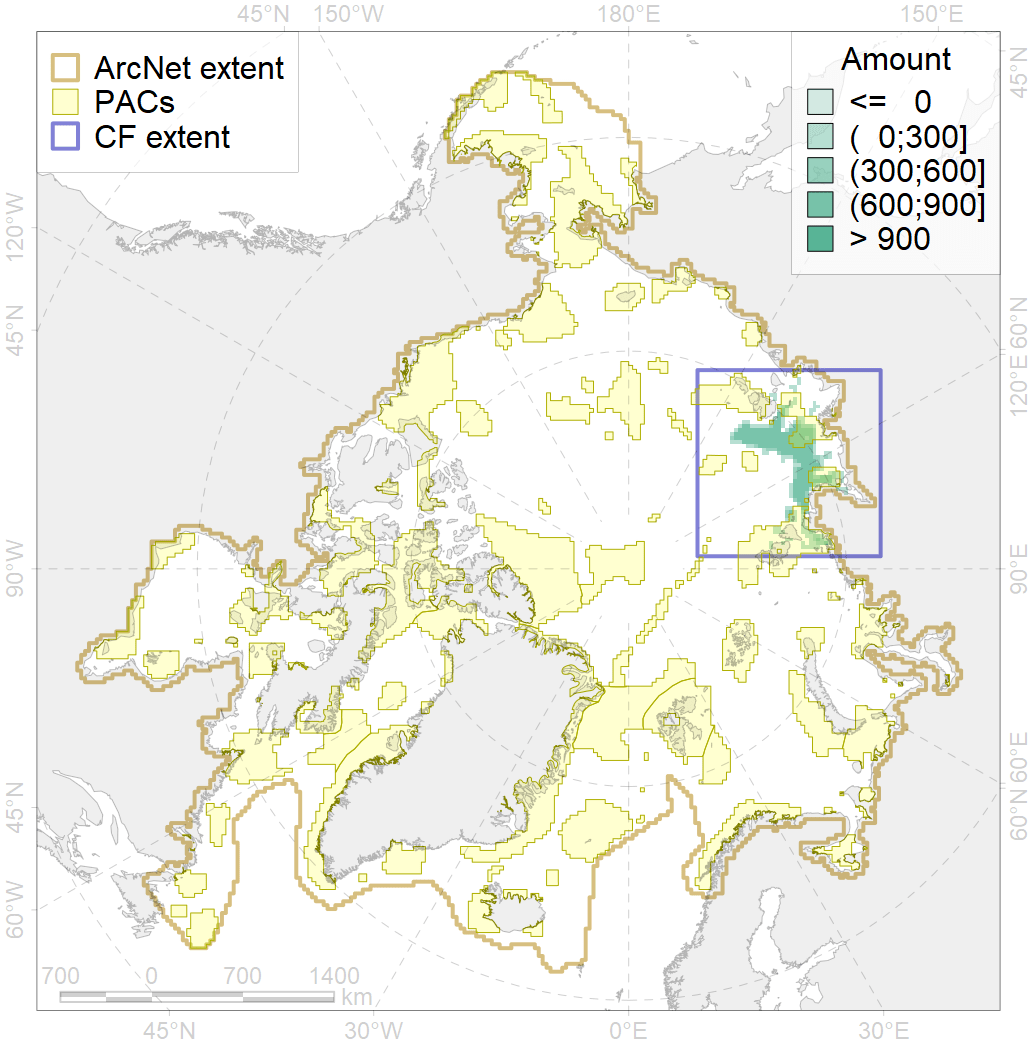 45°N 150°W 180°E 150°E
ArcNet extent
PACs
CF extent
Amount
<= 0
( 0;300]
(300;600]
(600;900]
> 900
45°N
120°W
60°N
45°N
120°E
90°W
90°E
45°N
60°N
60°E
60°W
700 0 700 1400
km
45°N 30°W 0°E 30°E